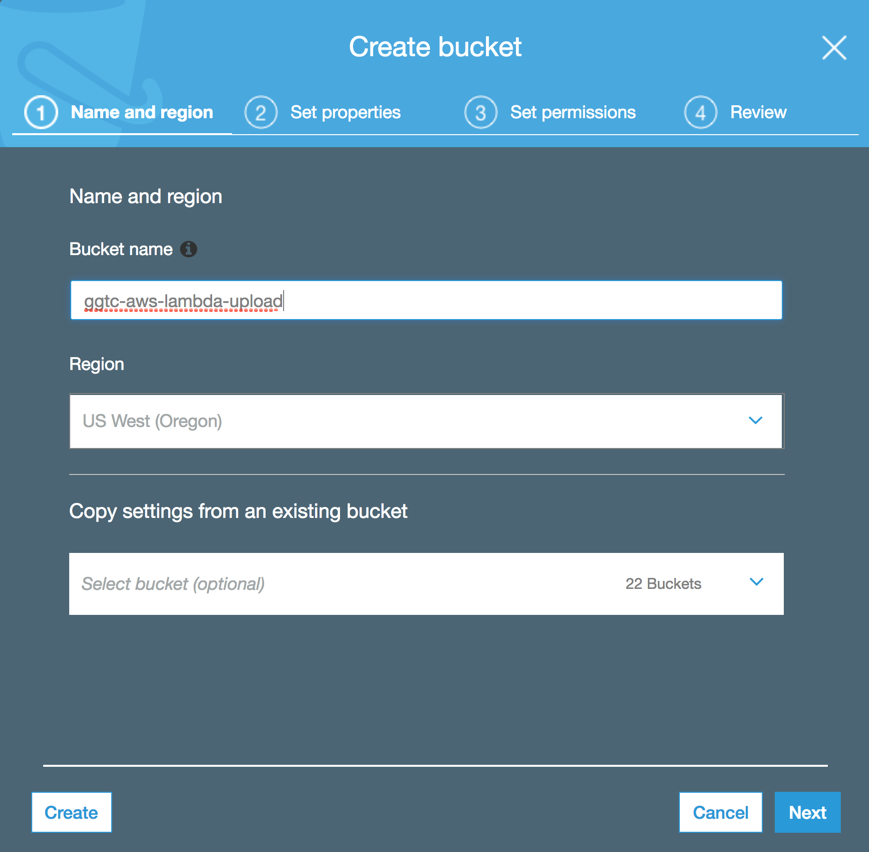 Create bucket
1 Name and region 2 Set properties 3 Set permissions 4 Review
Name and region
Bucket name
ggtc-aws-lambda-upload
Region
US West (Oregon)
Copy settings from an existing bucket
Select bucket (optional) 22 Buckets
Create Cancel Next